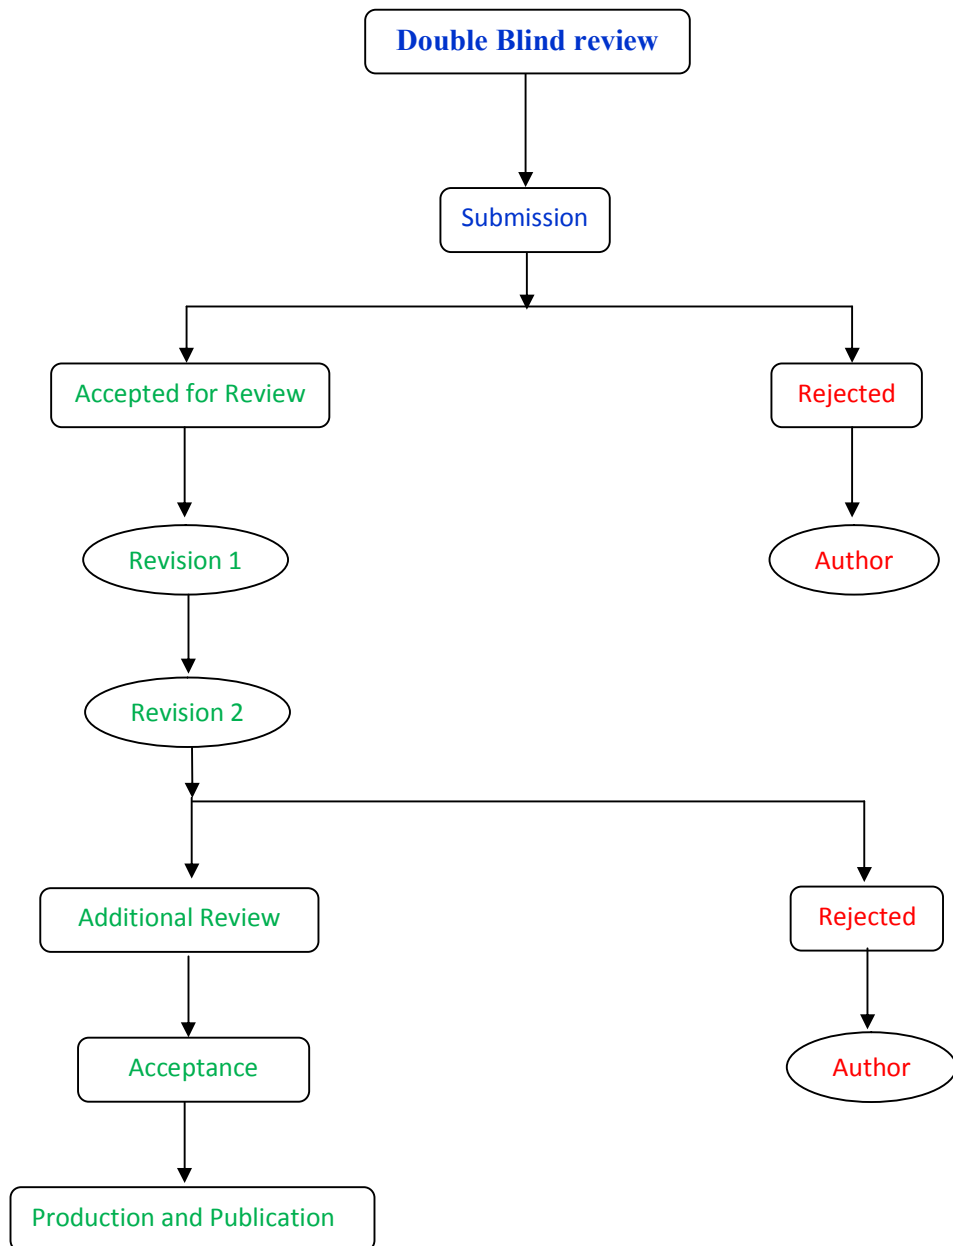 Double Blind review
Submission
Accepted for Review
Rejected
Revision 1
Author
Revision 2
Additional Review
Rejected
Acceptance
Author
Production and Publication